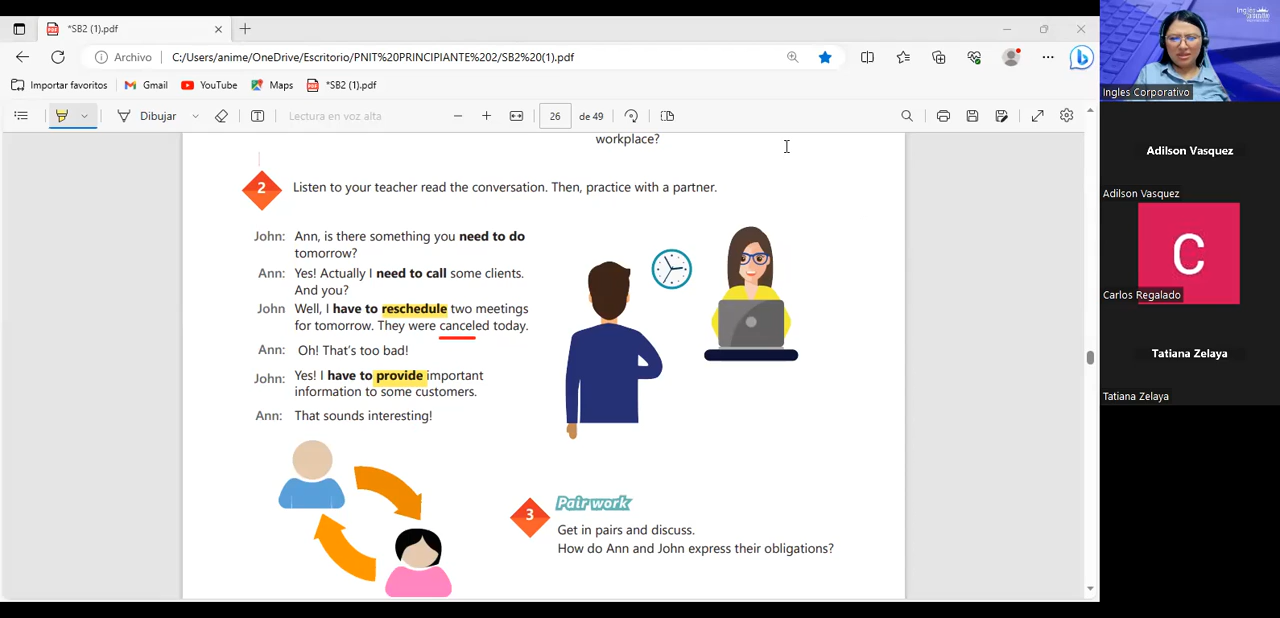 *SB2 (1).pdf
Archivo
C:/Users/anime/OneDrive/Escritorio/PNIT%20PRINCIPIANTE%202/SB2%20(1).pdf
Importar favoritos
Gmail
YouTube
Maps
*SB2 (1).pdf
Dibujar
Lectura en voz alta
26
de 49
workplace?
2
Listen to your teacher read the conversation. Then, practice with a partner.
John: Ann, is there something you need to do
tomorrow?
Ann: Yes! Actually I need to call some clients.
And you?
John Well, I have to reschedule two meetings
for tomorrow. They were canceled today.
Ann: Oh! That's too bad!
John: Yes! I have to provide important
information to some customers.
Ann: That sounds interesting!
3
Pair work
Get in pairs and discuss.
How do Ann and John express their obligations?
Ingles Corporativo
Adilson Vasquez
Adilson Vasquez
C
Carlos Regalado
Tatiana Zelaya
Tatiana Zelaya